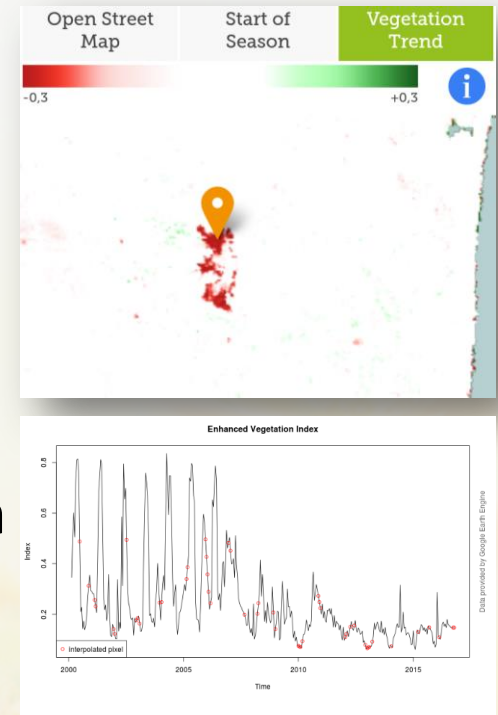 Open Street Map
Start of Season
Vegetation Trend
-0,3
+0,3
i
n
Enhanced Vegetation Index
Index
0.8
0.6
0.4
0.2
interpolated pixel
2000
2005
2010
2015
Time
Data provided by Google Earth Engine